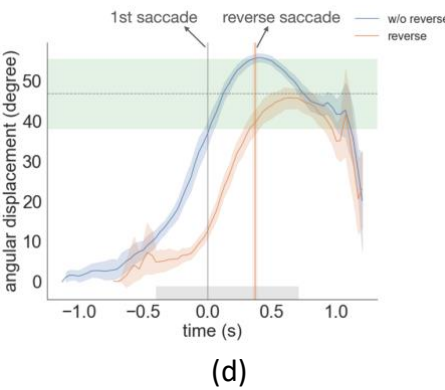 1st saccade reverse saccade
w/o reverse
reverse
angular displacement (degree)
50
40
30
20
10
0
−1.0 −0.5 0.0 0.5 1.0
time (s)
(d)